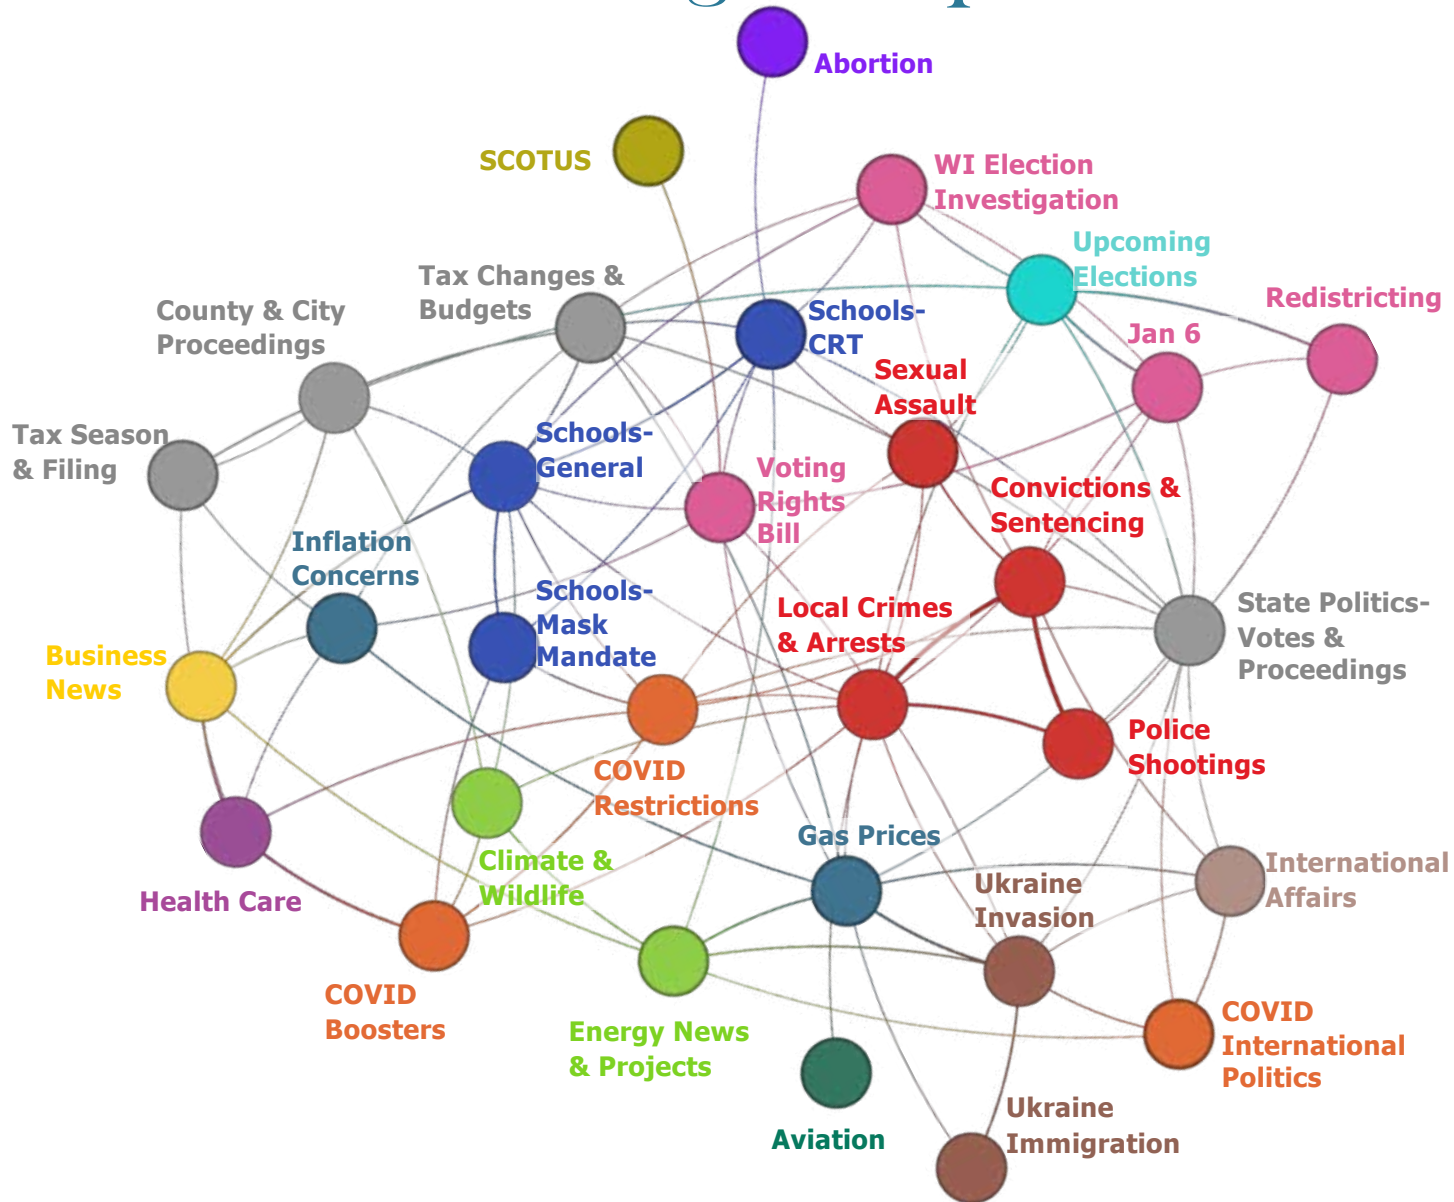 Abortion
SCOTUS
WI Election
Investigation
Upcoming
Elections
Tax Changes &
Budgets
County & City
Proceedings
Schools-
CRT
Redistricting
Jan 6
Sexual
Assault
Tax Season
& Filing
Schools-
General
Voting
Rights
Bill
Convictions &
Sentencing
Inflation
Concerns
Schools-
Mask
Mandate
Local Crimes
& Arrests
State Politics-
Votes &
Proceedings
Business
News
Police
Shootings
COVID
Restrictions
Gas Prices
Climate &
Wildlife
International
Affairs
Ukraine
Invasion
Health Care
COVID
Boosters
Energy News
& Projects
COVID
International
Politics
Aviation
Ukraine
Immigration